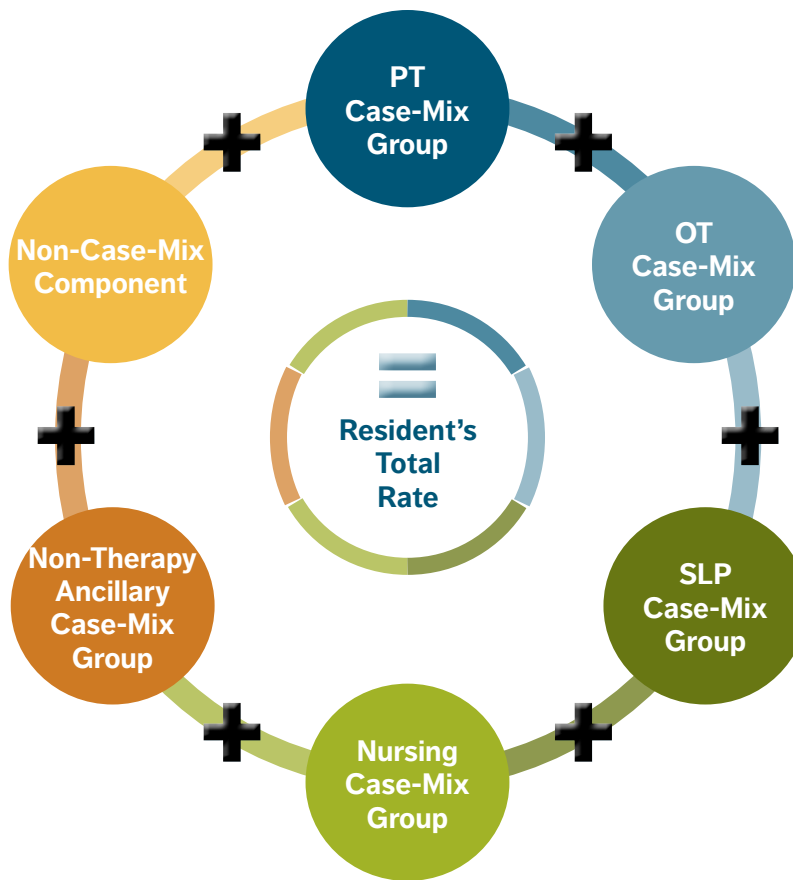 PT
Case-Mix
Group
OT
Case-Mix
Group
SLP
Case-Mix
Group
Nursing
Case-Mix
Group
Non-Therapy
Ancillary
Case-Mix
Group
Non-Case-Mix
Component
Resident's
Total
Rate